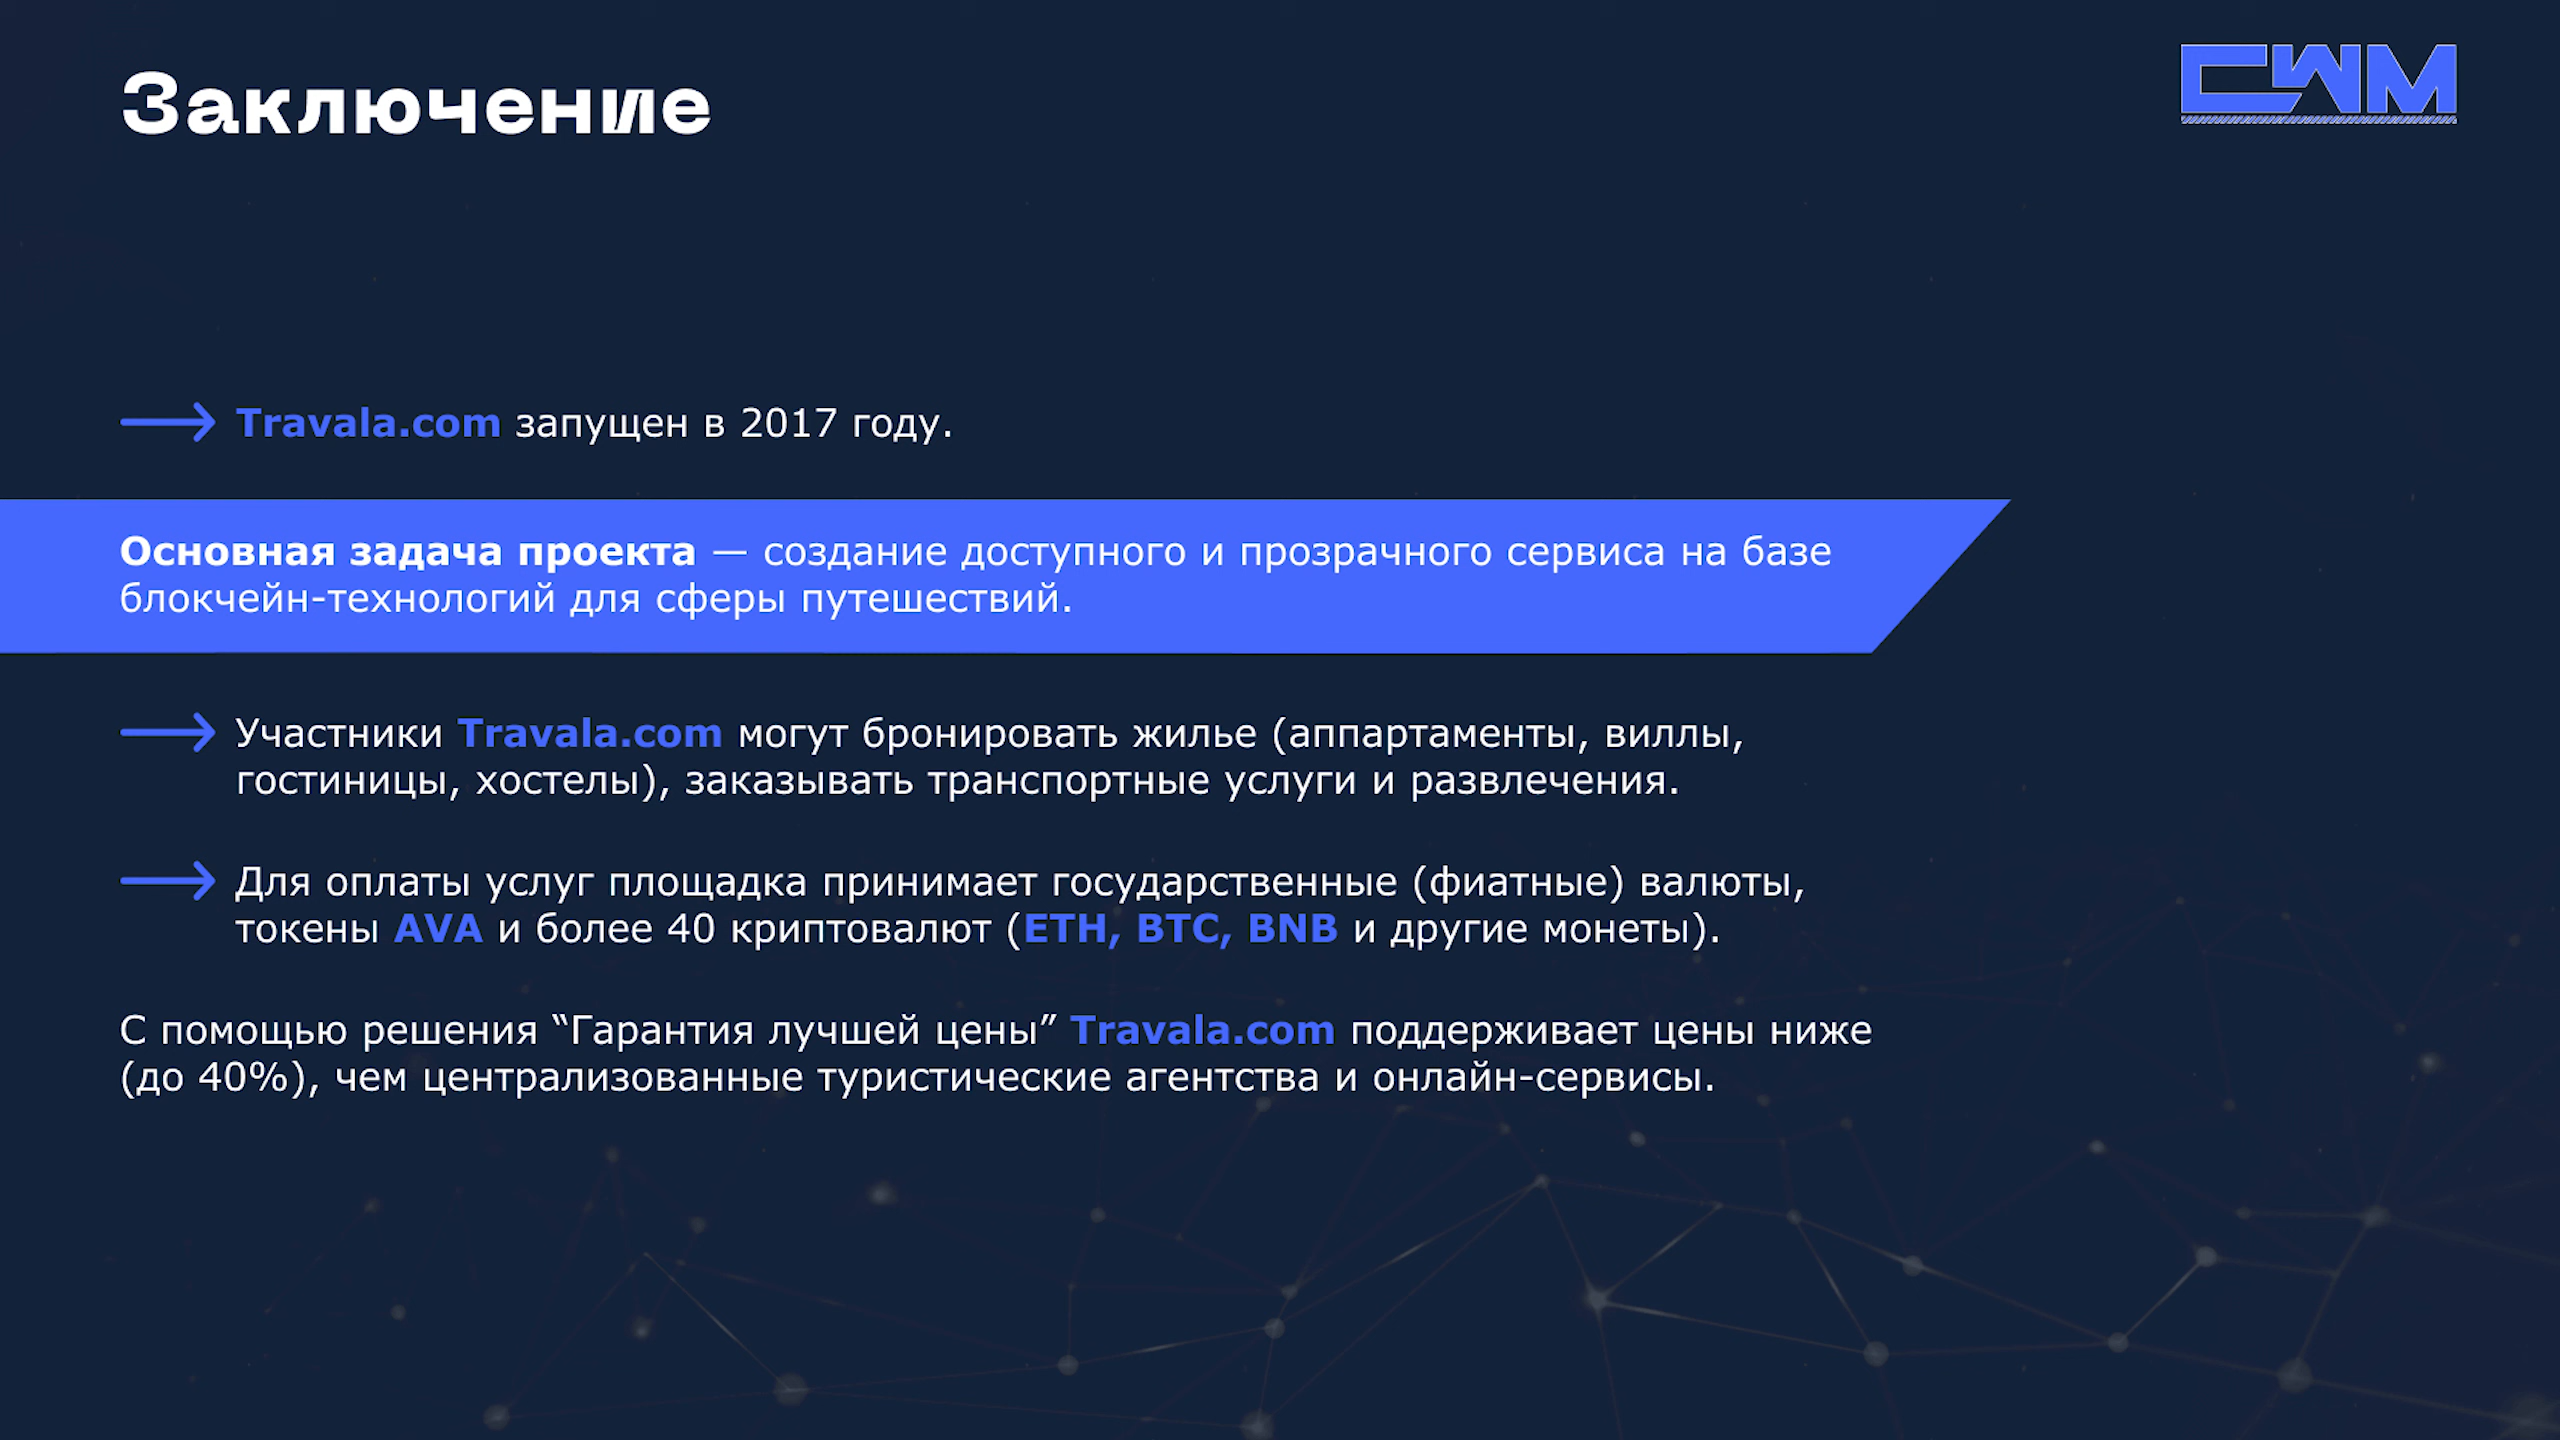 Заключение
CWM
Travala.com запущен в 2017 году.
Основная задача проекта — создание доступного и прозрачного сервиса на базе
блокчейн-технологий для сферы путешествий.
Участники Travala.com могут бронировать жилье (аппартаменты, виллы,
гостиницы, хостелы), заказывать транспортные услуги и развлечения.
Для оплаты услуг площадка принимает государственные (фиатные) валюты,
токены AVA и более 40 криптовалют (ETH, BTC, BNB и другие монеты).
С помощью решения “Гарантия лучшей цены” Travala.com поддерживает цены ниже
(до 40%), чем централизованные туристические агентства и онлайн-сервисы.